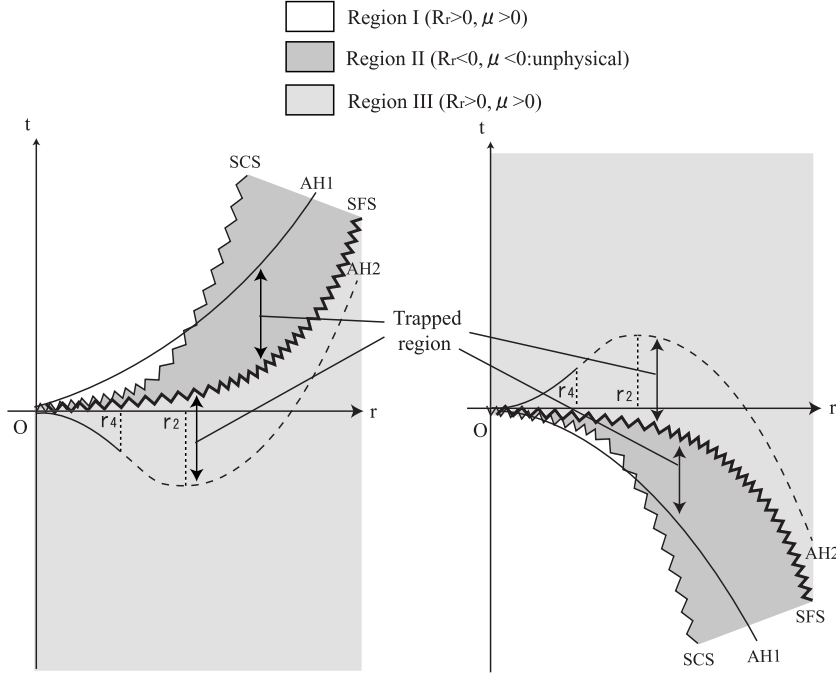 Region I (Rr>0, μ >0)
Region II (Rr<0, μ <0:unphysical)
Region III (Rr>0, μ >0)
t
SCS
AH1
SFS
AH2
Trapped
region
r4
r2
r
O
t
r4
r2
r
O
AH2
SFS
AH1
SCS